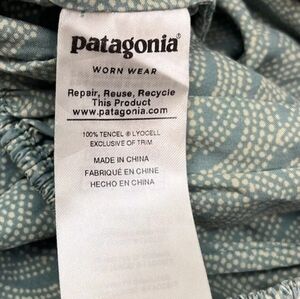 patagonia®
WORN WEAR
Repair, Reuse, Recycle
This Product
www.patagonia.com
100% TENCEL ® LYOCELL
EXCLUSIVE OF TRIM
MADE IN CHINA
FABRIQUÉ EN CHINE
HECHO EN CHINA